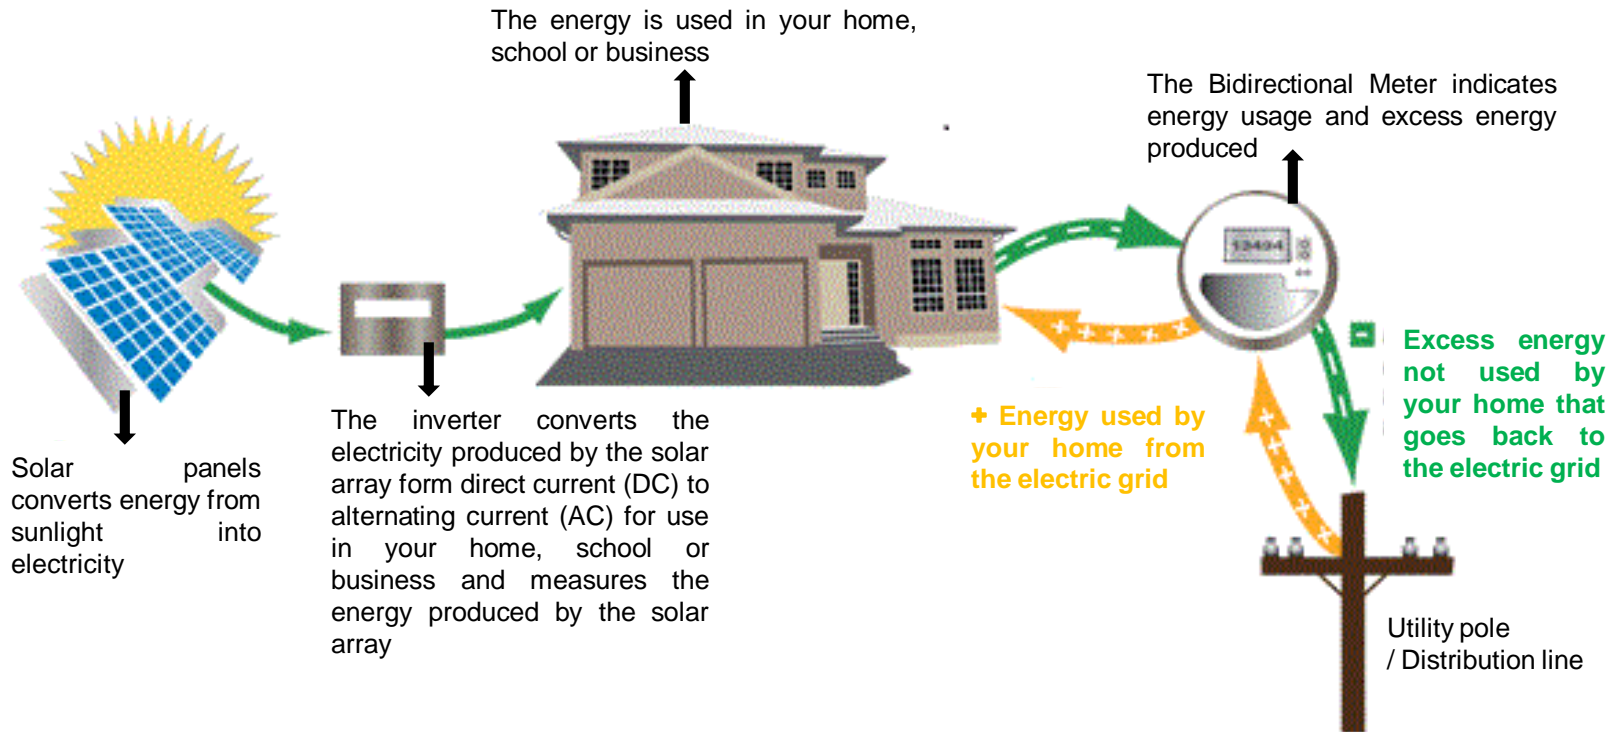 The energy is used in your home,
school or business
The Bidirectional Meter indicates
energy usage and excess energy
produced
Solar panels
converts energy from
sunlight into
electricity
The inverter converts the
electricity produced by the solar
array form direct current (DC) to
alternating current (AC) for use
in your home, school or
business and measures the
energy produced by the solar
array
+ Energy used by
your home from
the electric grid
Excess energy
not used by
your home that
goes back to
the electric grid
Utility pole
/ Distribution line